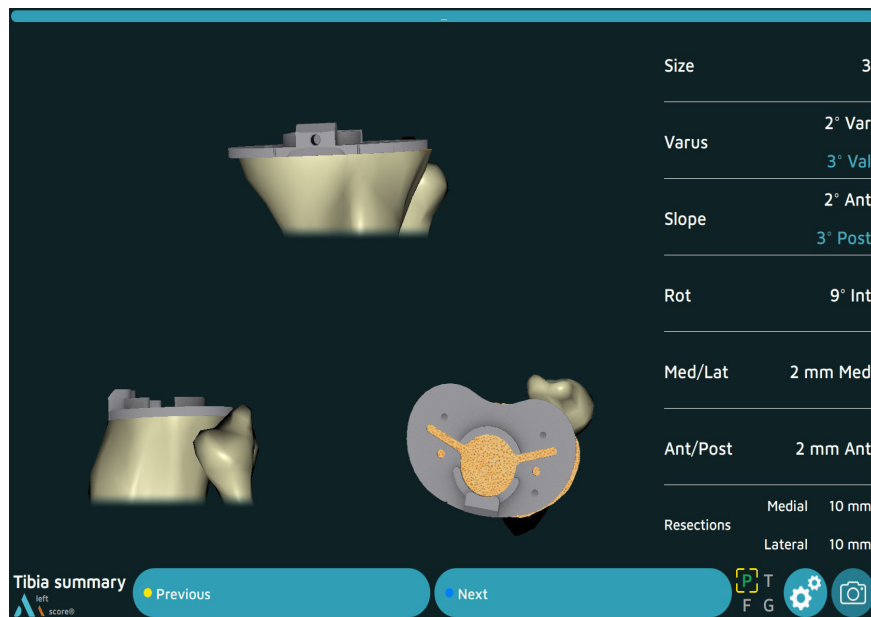 ...
Size 3
Varus 2° Var
3° Val
Slope 2° Ant
3° Post
Rot 9° Int
Med/Lat 2 mm Med
Ant/Post 2 mm Ant
Resections Medial 10 mm
Lateral 10 mm
Tibia summary
left
score®
Previous
Next
P T
F G